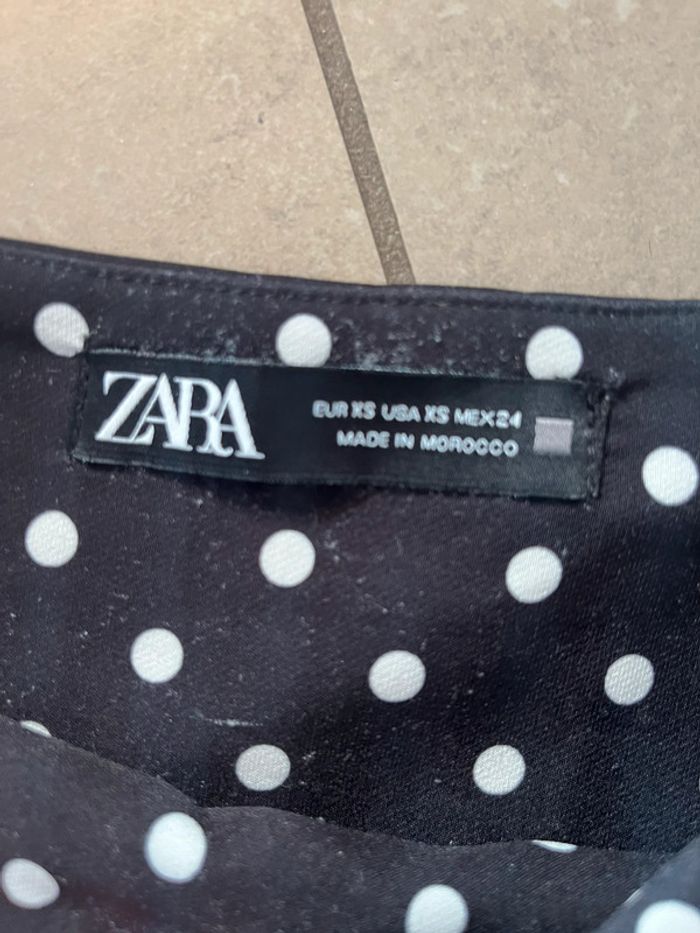 ZARA
EUR XS USA XS MEX 24
MADE IN MOROCCO